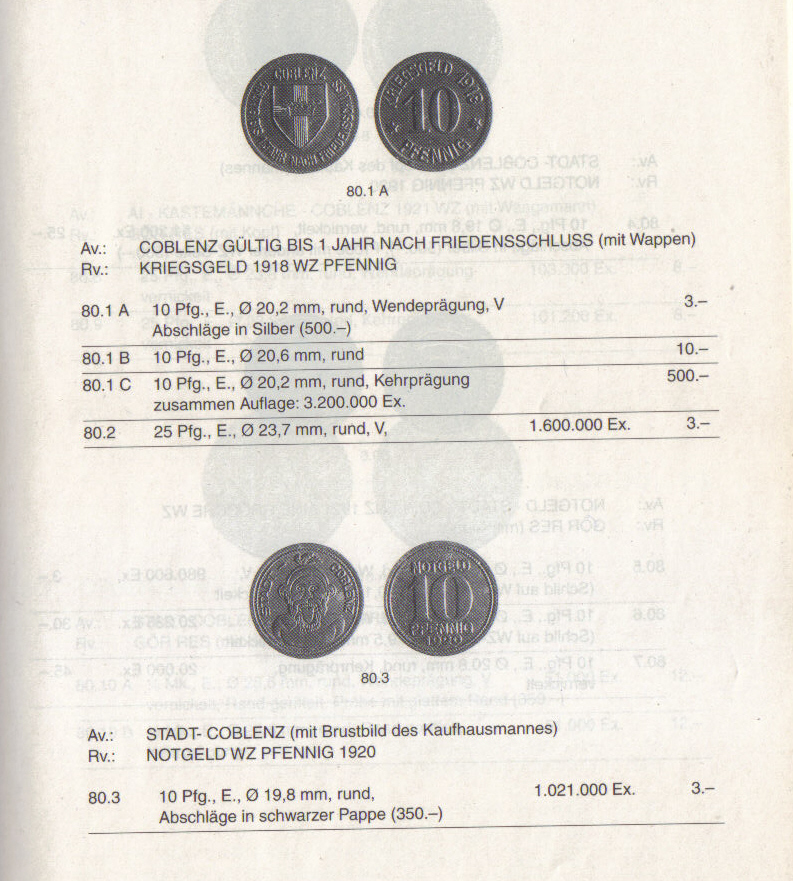 COBLENZ
KRIEGSGELD 1918
10
PFENNIG
80.1 A
Av.: COBLENZ GÜLTIG BIS 1 JAHR NACH FRIEDENSSCHLUSS (mit Wappen)
Rv.: KRIEGSGELD 1918 WZ PFENNIG
80.1 A 10 Pfg., E., Ø 20,2 mm, rund, Wendeprägung, V 3.–
Abschläge in Silber (500.–)
80.1 B 10 Pfg., E., Ø 20,6 mm, rund 10.–
80.1 C 10 Pfg., E., Ø 20,2 mm, rund, Kehrprägung 500.–
zusammen Auflage: 3.200.000 Ex.
80.2 25 Pfg., E., Ø 23,7 mm, rund, V, 1.600.000 Ex. 3.–
STADT COBLENZ
NOTGELD
10
PFENNIG
1920
80.3
Av.: STADT- COBLENZ (mit Brustbild des Kaufhausmannes)
Rv.: NOTGELD WZ PFENNIG 1920
80.3 10 Pfg., E., Ø 19,8 mm, rund, 1.021.000 Ex. 3.–
Abschläge in schwarzer Pappe (350.–)